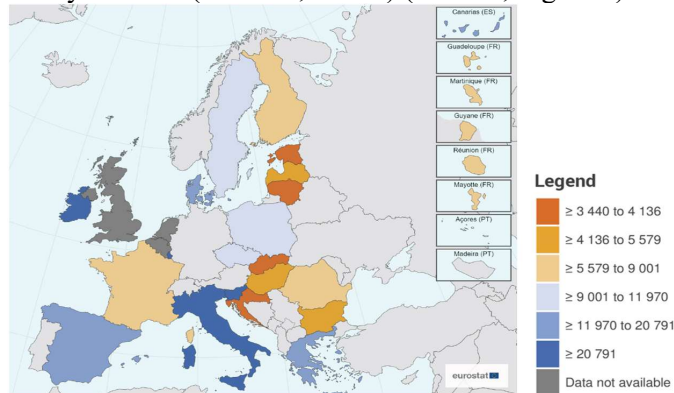 Canarias (ES)
Guadeloupe (FR)
Martinique (FR)
Guyane (FR)
Réunion (FR)
Mayotte (FR)
Açores (PT)
Madeira (PT)
Legend
≥ 3 440 to 4 136
≥ 4 136 to 5 579
≥ 5 579 to 9 001
≥ 9 001 to 11 970
≥ 11 970 to 20 791
≥ 20 791
Data not available
eurostat